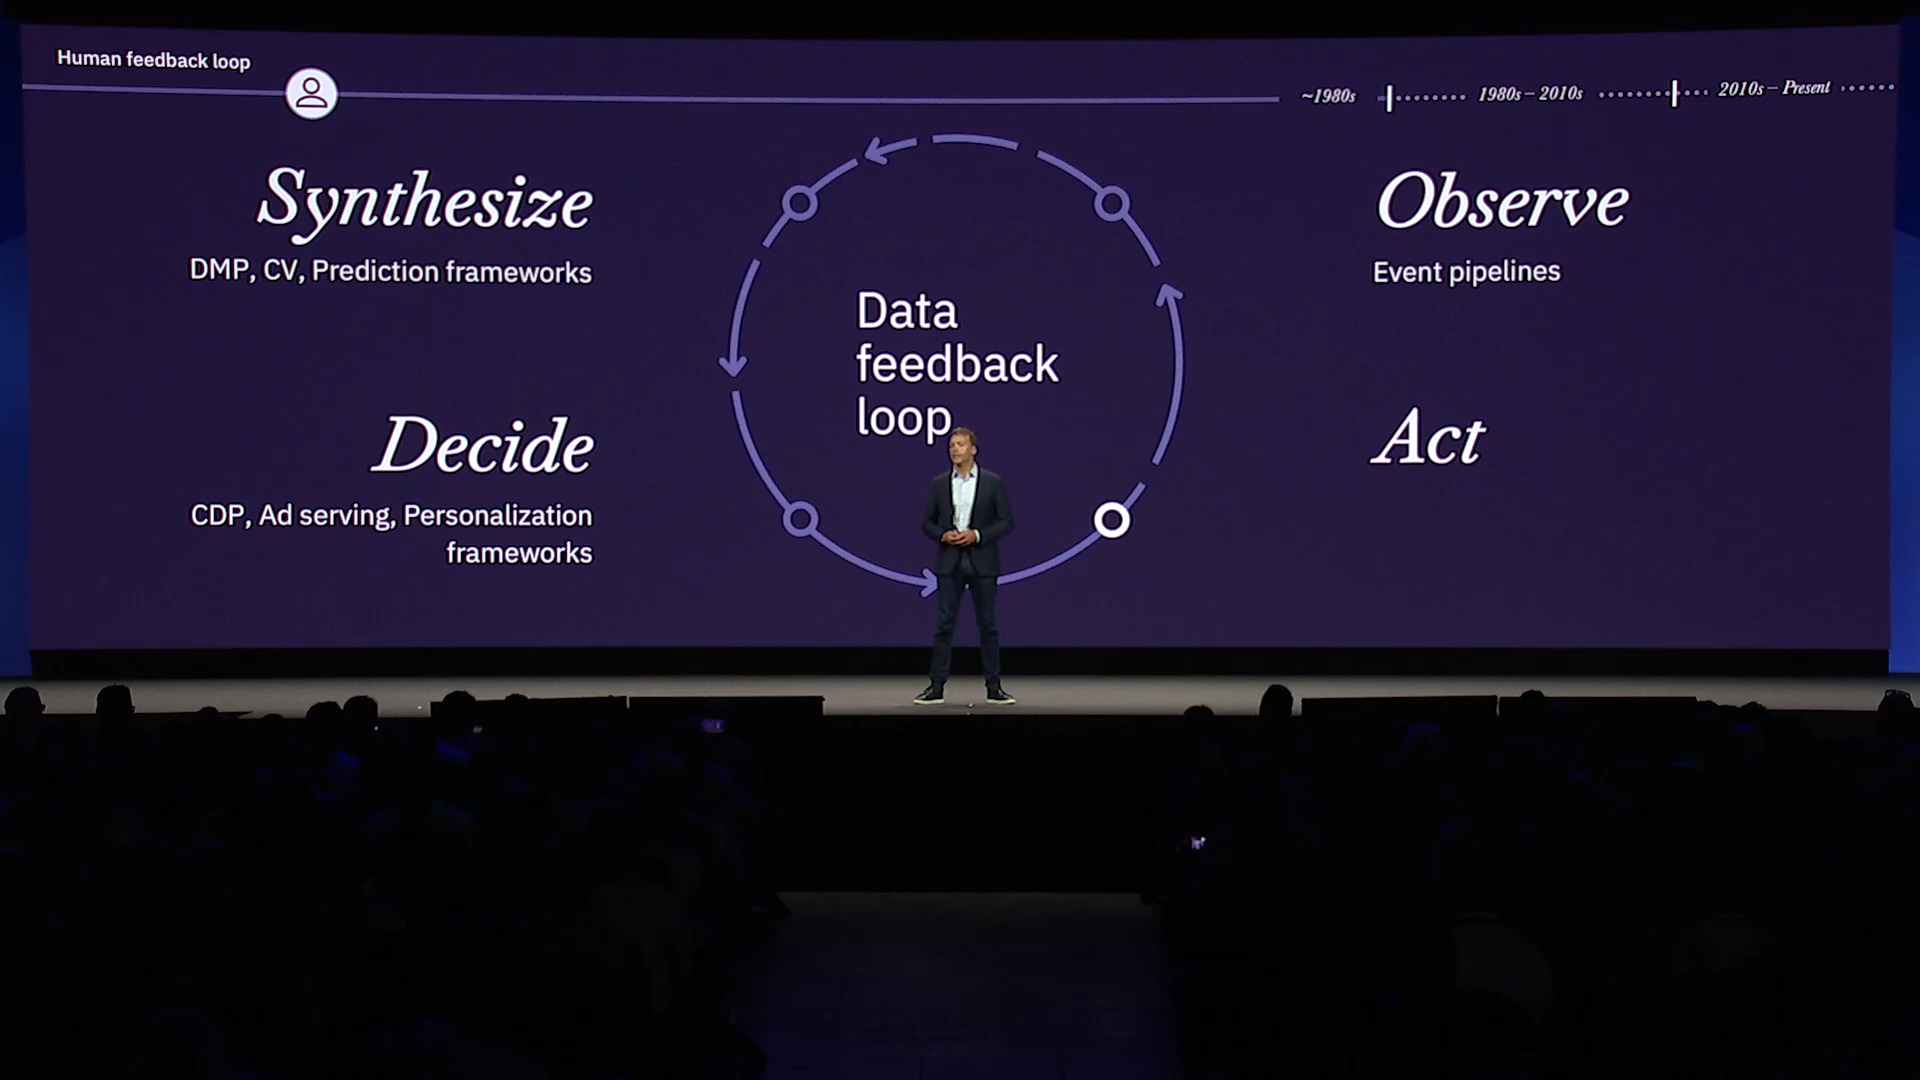 Human feedback loop
~1980s
1980s – 2010s
2010s – Present
Synthesize
DMP, CV, Prediction frameworks
Observe
Event pipelines
Data
feedback
loop
Decide
CDP, Ad serving, Personalization
frameworks
Act